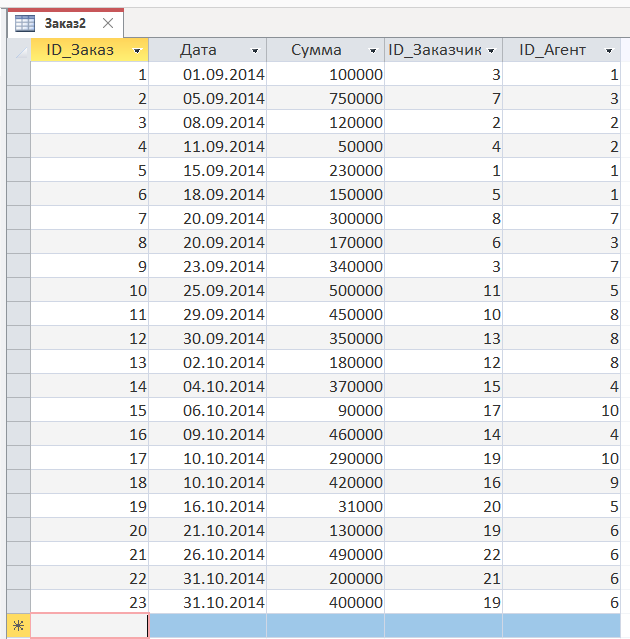 Заказ2
ID_Заказ Дата Сумма ID_Заказчик ID_Агент
1 01.09.2014 100000 3 1
2 05.09.2014 750000 7 3
3 08.09.2014 120000 2 2
4 11.09.2014 50000 4 2
5 15.09.2014 230000 1 1
6 18.09.2014 150000 5 1
7 20.09.2014 300000 8 7
8 20.09.2014 170000 6 3
9 23.09.2014 340000 3 7
10 25.09.2014 500000 11 5
11 29.09.2014 450000 10 8
12 30.09.2014 350000 13 8
13 02.10.2014 180000 12 8
14 04.10.2014 370000 15 4
15 06.10.2014 90000 17 10
16 09.10.2014 460000 14 4
17 10.10.2014 290000 19 10
18 10.10.2014 420000 16 9
19 16.10.2014 31000 20 5
20 21.10.2014 130000 19 6
21 26.10.2014 490000 22 6
22 31.10.2014 200000 21 6
23 31.10.2014 400000 19 6